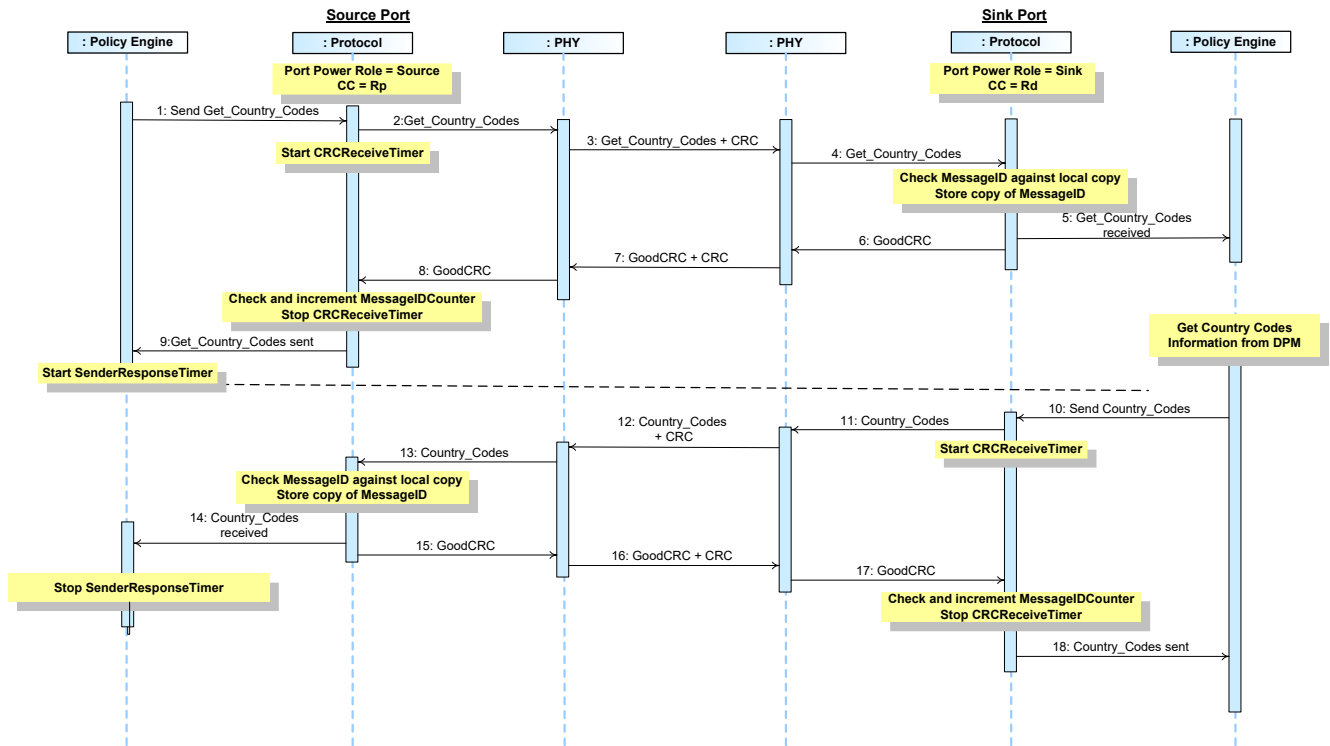 Source Port
Sink Port
: Policy Engine
: Protocol
: PHY
: PHY
: Protocol
: Policy Engine
Port Power Role = Source
CC = Rp
Port Power Role = Sink
CC = Rd
1: Send Get_Country_Codes
2:Get_Country_Codes
Start CRCReceiveTimer
3: Get_Country_Codes + CRC
4: Get_Country_Codes
Check MessageID against local copy
Store copy of MessageID
5: Get_Country_Codes
received
6: GoodCRC
7: GoodCRC + CRC
8: GoodCRC
Check and increment MessageIDCounter
Stop CRCReceiveTimer
9:Get_Country_Codes sent
Start SenderResponseTimer
Get Country Codes
Information from DPM
10: Send Country_Codes
11: Country_Codes
Start CRCReceiveTimer
12: Country_Codes
+ CRC
13: Country_Codes
Check MessageID against local copy
Store copy of MessageID
14: Country_Codes
received
15: GoodCRC
16: GoodCRC + CRC
17: GoodCRC
Stop SenderResponseTimer
Check and increment MessageIDCounter
Stop CRCReceiveTimer
18: Country_Codes sent